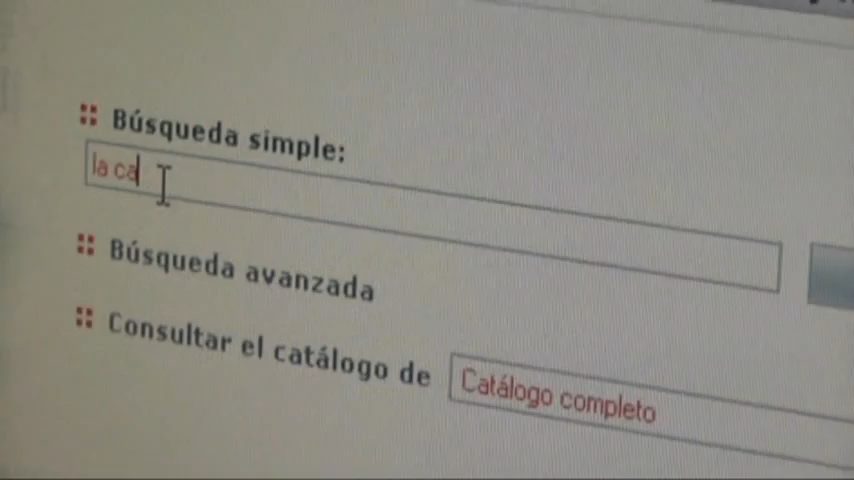 Búsqueda simple:
la ca
Búsqueda avanzada
Consultar el catálogo de Catálogo completo